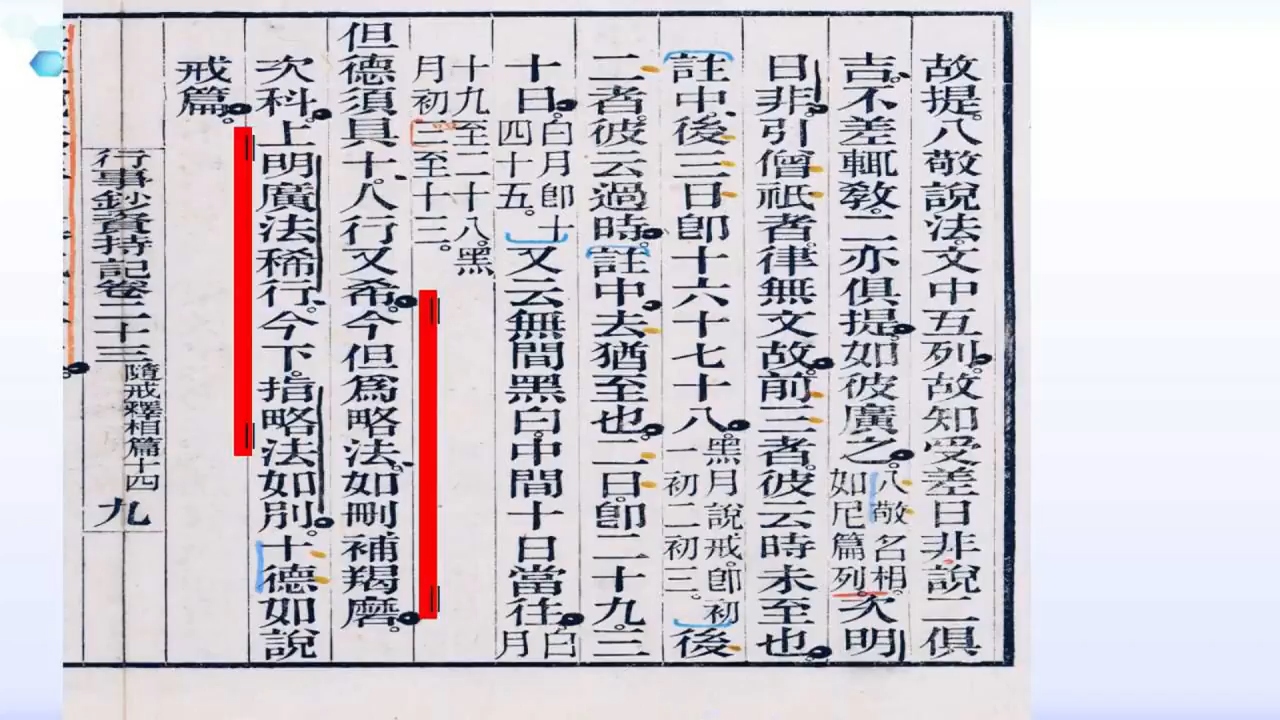 故提。八敬說法。文中互列。故知受差日非。說二俱
吉。不差輒敎。二亦俱提。如彼廣之。八敬名相。如尼篇列。次明
日非。引僧祇者。律無文故。前三者。彼云時未至也。
註中。後三日卽十六十七十八。黑月說戒。卽初一初二初三。後
二者。彼云過時。註中。去猶至也。二日。卽二十九。三
十日。白月卽十四十五。又云無間黑白。中間十日當往。白月
十九至二十八。黑月初三至十三。
但德須具十。人行又希。今但爲略法。如刪補羯磨。
次科。上明廣法稀行。今下。指略法如別。十德如說
戒篇。
行事鈔資持記卷二十三 隨戒釋相篇十四 九